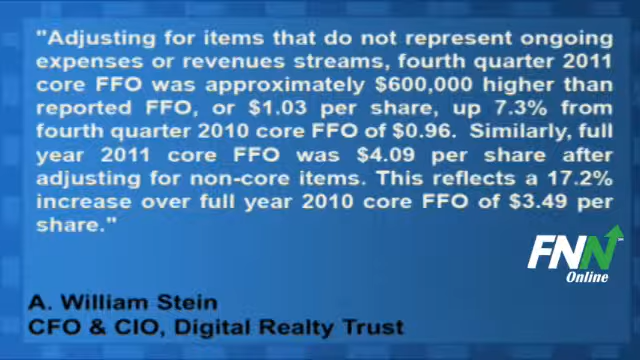 "Adjusting for items that do not represent ongoing
expenses or revenues streams, fourth quarter 2011
core FFO was approximately $600,000 higher than
reported FFO, or $1.03 per share, up 7.3% from
fourth quarter 2010 core FFO of $0.96. Similarly, full
year 2011 core FFO was $4.09 per share after
adjusting for non-core items. This reflects a 17.2%
increase over full year 2010 core FFO of $3.49 per
share."
FNN
Online
A. William Stein
CFO & CIO, Digital Realty Trust